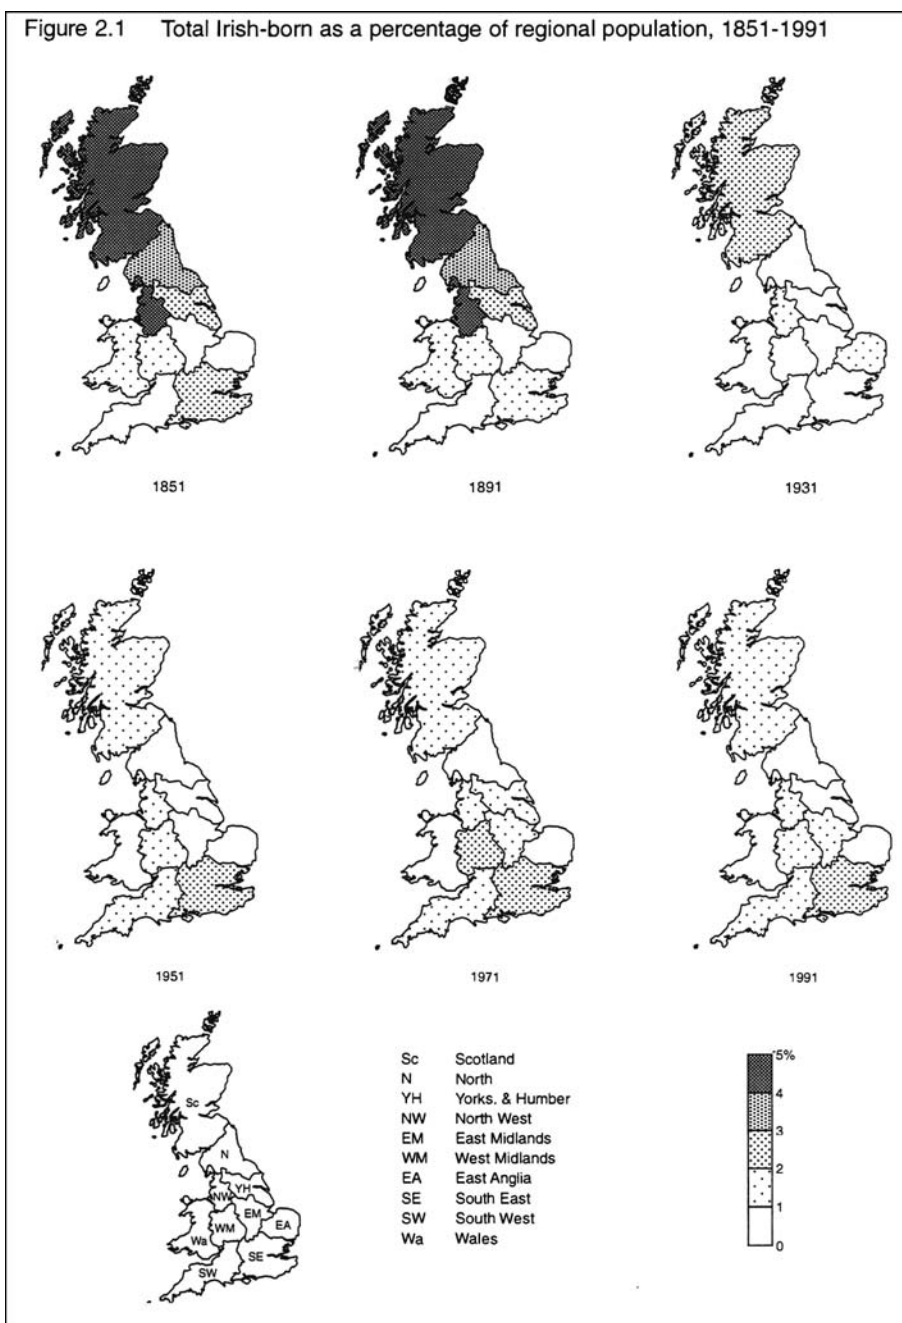 Figure 2.1 Total Irish-born as a percentage of regional population, 1851-1991
1851
1891
1931
1951
1971
1991
Sc
N
YH
NW
EM
WM
EA
Wa
SE
SW
Sc Scotland
N North
YH Yorks. & Humber
NW North West
EM East Midlands
WM West Midlands
EA East Anglia
SE South East
SW South West
Wa Wales
5%
4
3
2
1
0